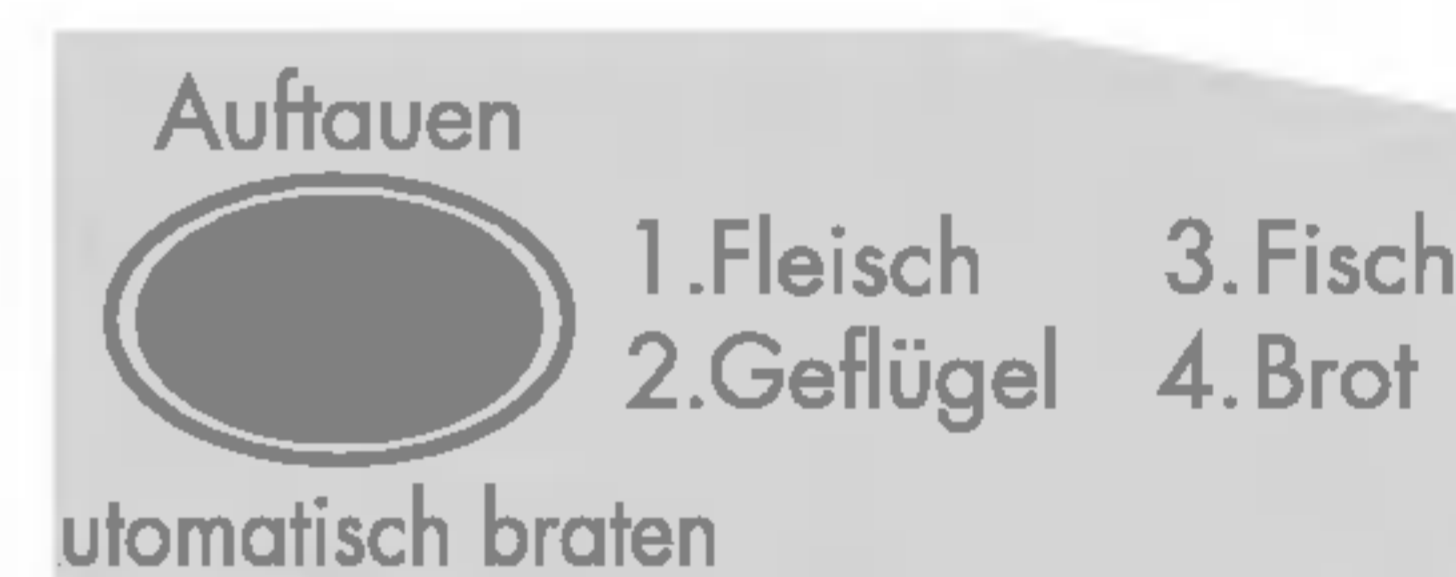 Auftauen
1.Fleisch 3.Fisch
2.Geflügel 4.Brot
utomatisch braten